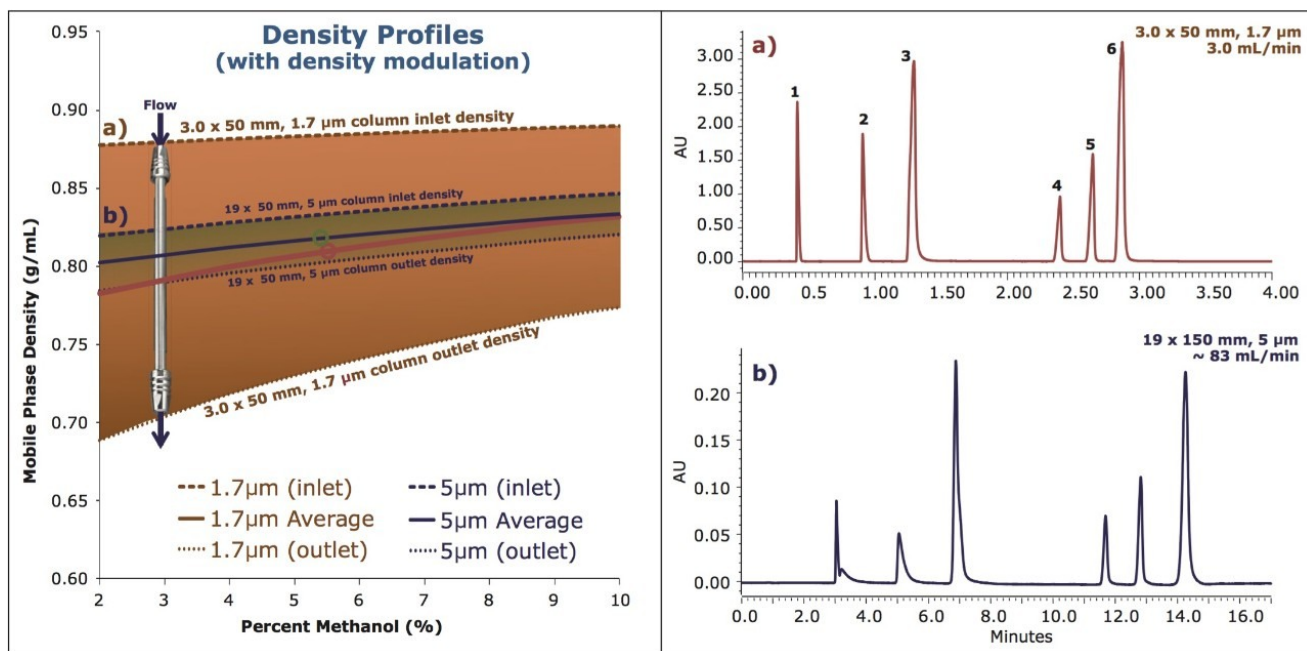 Density Profiles
(with density modulation)
Mobile Phase Density (g/mL)
0.95
0.90
0.85
0.80
0.75
0.70
0.65
0.60
Flow
a)
3.0 x 50 mm, 1.7 µm column inlet density
b)
19 x 50 mm, 5 µm column inlet density
19 x 50 mm, 5 µm column outlet density
3.0 x 50 mm, 1.7 µm column outlet density
1.7µm (inlet)
5µm (inlet)
1.7µm Average
5µm Average
1.7µm (outlet)
5µm (outlet)
2 3 4 5 6 7 8 9 10
Percent Methanol (%)
a)
3.0 x 50 mm, 1.7 µm
3.0 mL/min
AU
3.00
2.50
2.00
1.50
1.00
0.50
0.00
1
2
3
4
5
6
0.00 0.5 1.00 1.50 2.00 2.50 3.00 3.50 4.00
b)
19 x 150 mm, 5 µm
~ 83 mL/min
AU
0.20
0.15
0.10
0.05
0.00
0.0 2.0 4.0 6.0 8.0 10.0 12.0 14.0 16.0
Minutes